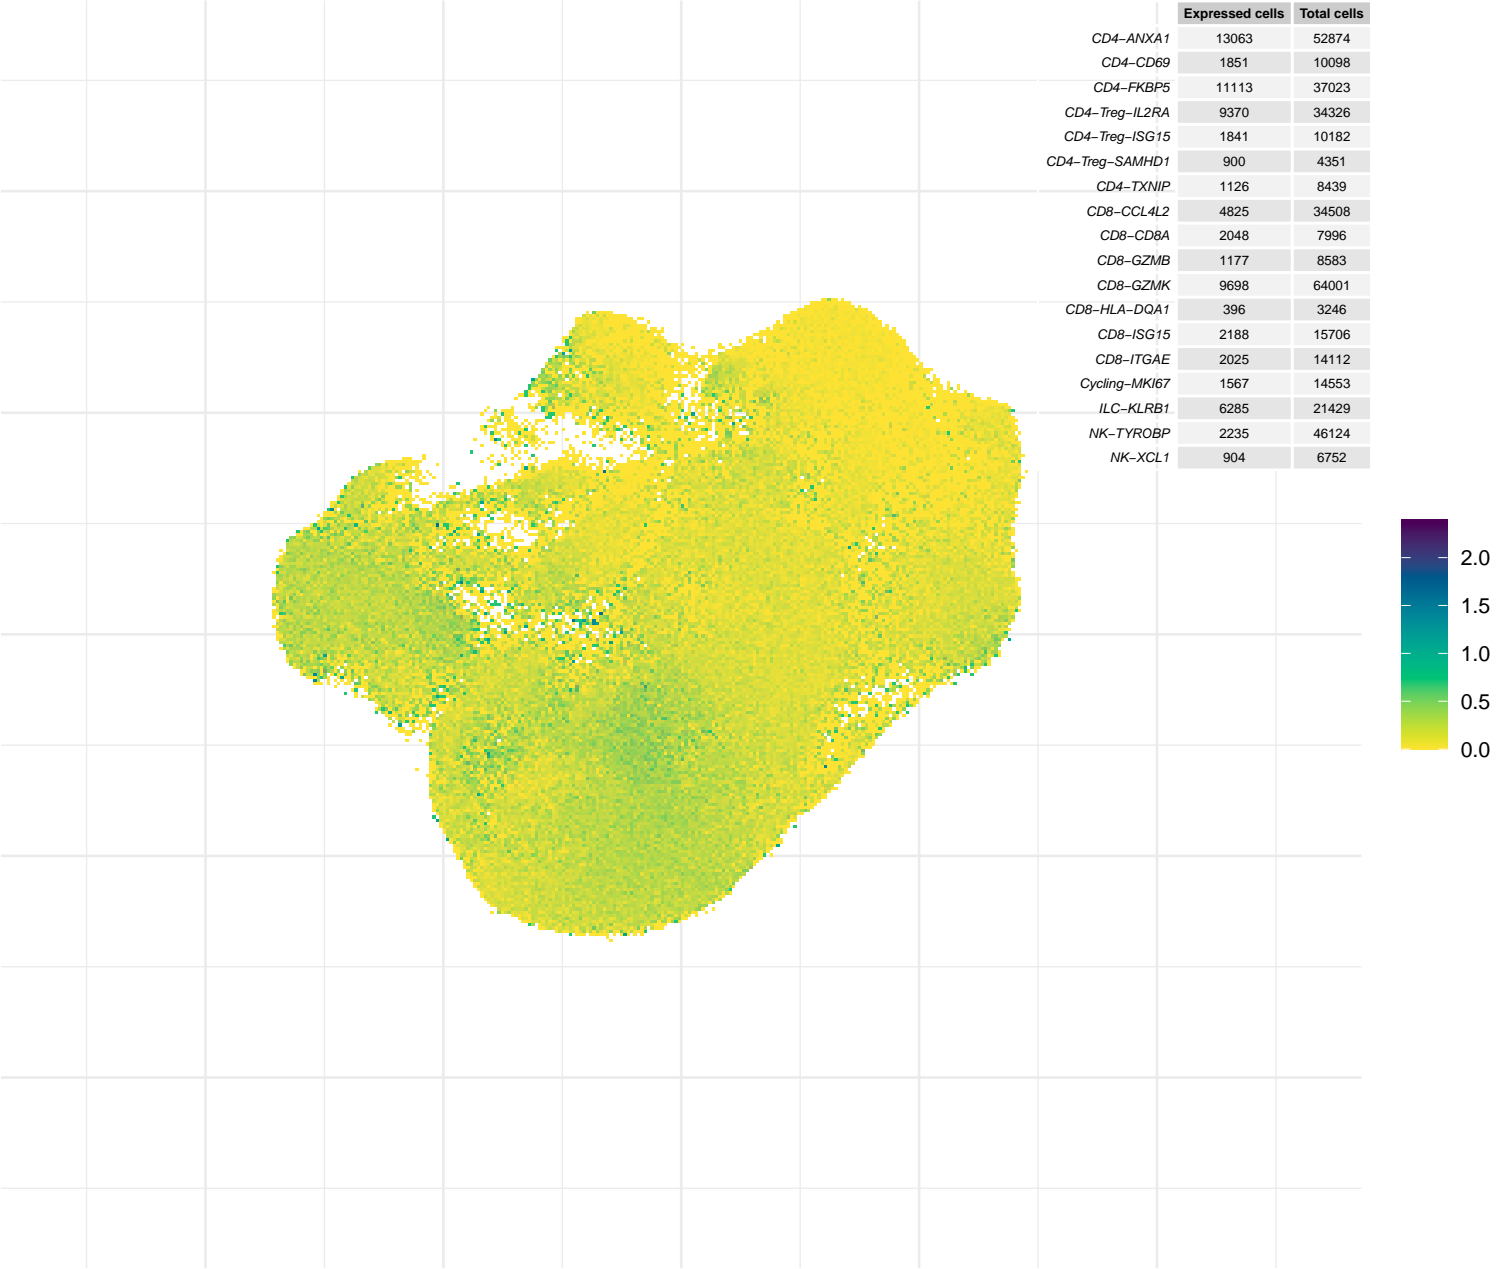 Expressed cells Total cells
CD4−ANXA1 13063 52874
CD4−CD69 1851 10098
CD4−FKBP5 11113 37023
CD4−Treg−IL2RA 9370 34326
CD4−Treg−ISG15 1841 10182
CD4−Treg−SAMHD1 900 4351
CD4−TXNIP 1126 8439
CD8−CCL4L2 4825 34508
CD8−CD8A 2048 7996
CD8−GZMB 1177 8583
CD8−GZMK 9698 64001
CD8−HLA−DQA1 396 3246
CD8−ISG15 2188 15706
CD8−ITGAE 2025 14112
Cycling−MKI67 1567 14553
ILC−KLRB1 6285 21429
NK−TYROBP 2235 46124
NK−XCL1 904 6752
2.0
1.5
1.0
0.5
0.0